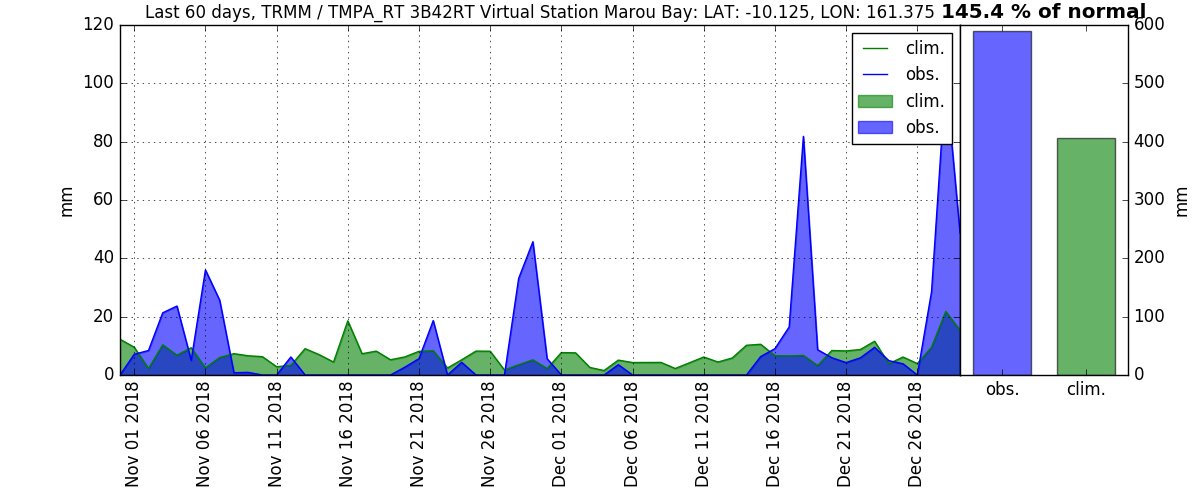 Last 60 days, TRMM / TMPA_RT 3B42RT Virtual Station Marou Bay: LAT: -10.125, LON: 161.375 145.4 % of normal
120
100
80
60
40
20
0
mm
clim.
obs.
clim.
obs.
600
500
400
300
200
100
0
mm
Nov 01 2018
Nov 06 2018
Nov 11 2018
Nov 16 2018
Nov 21 2018
Nov 26 2018
Dec 01 2018
Dec 06 2018
Dec 11 2018
Dec 16 2018
Dec 21 2018
Dec 26 2018
obs.
clim.